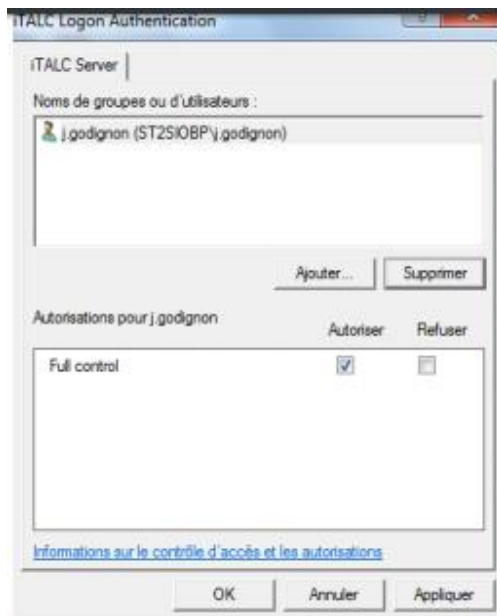 iTALC Logon Authentication
iTALC Server
Noms de groupes ou d'utilisateurs :
j.godignon (ST2SIOBP\j.godignon)
Ajouter... Supprimer
Autorisations pour j.godignon Autoriser Refuser
Full control
Informations sur le contrôle d'accès et les autorisations
OK Annuler Appliquer